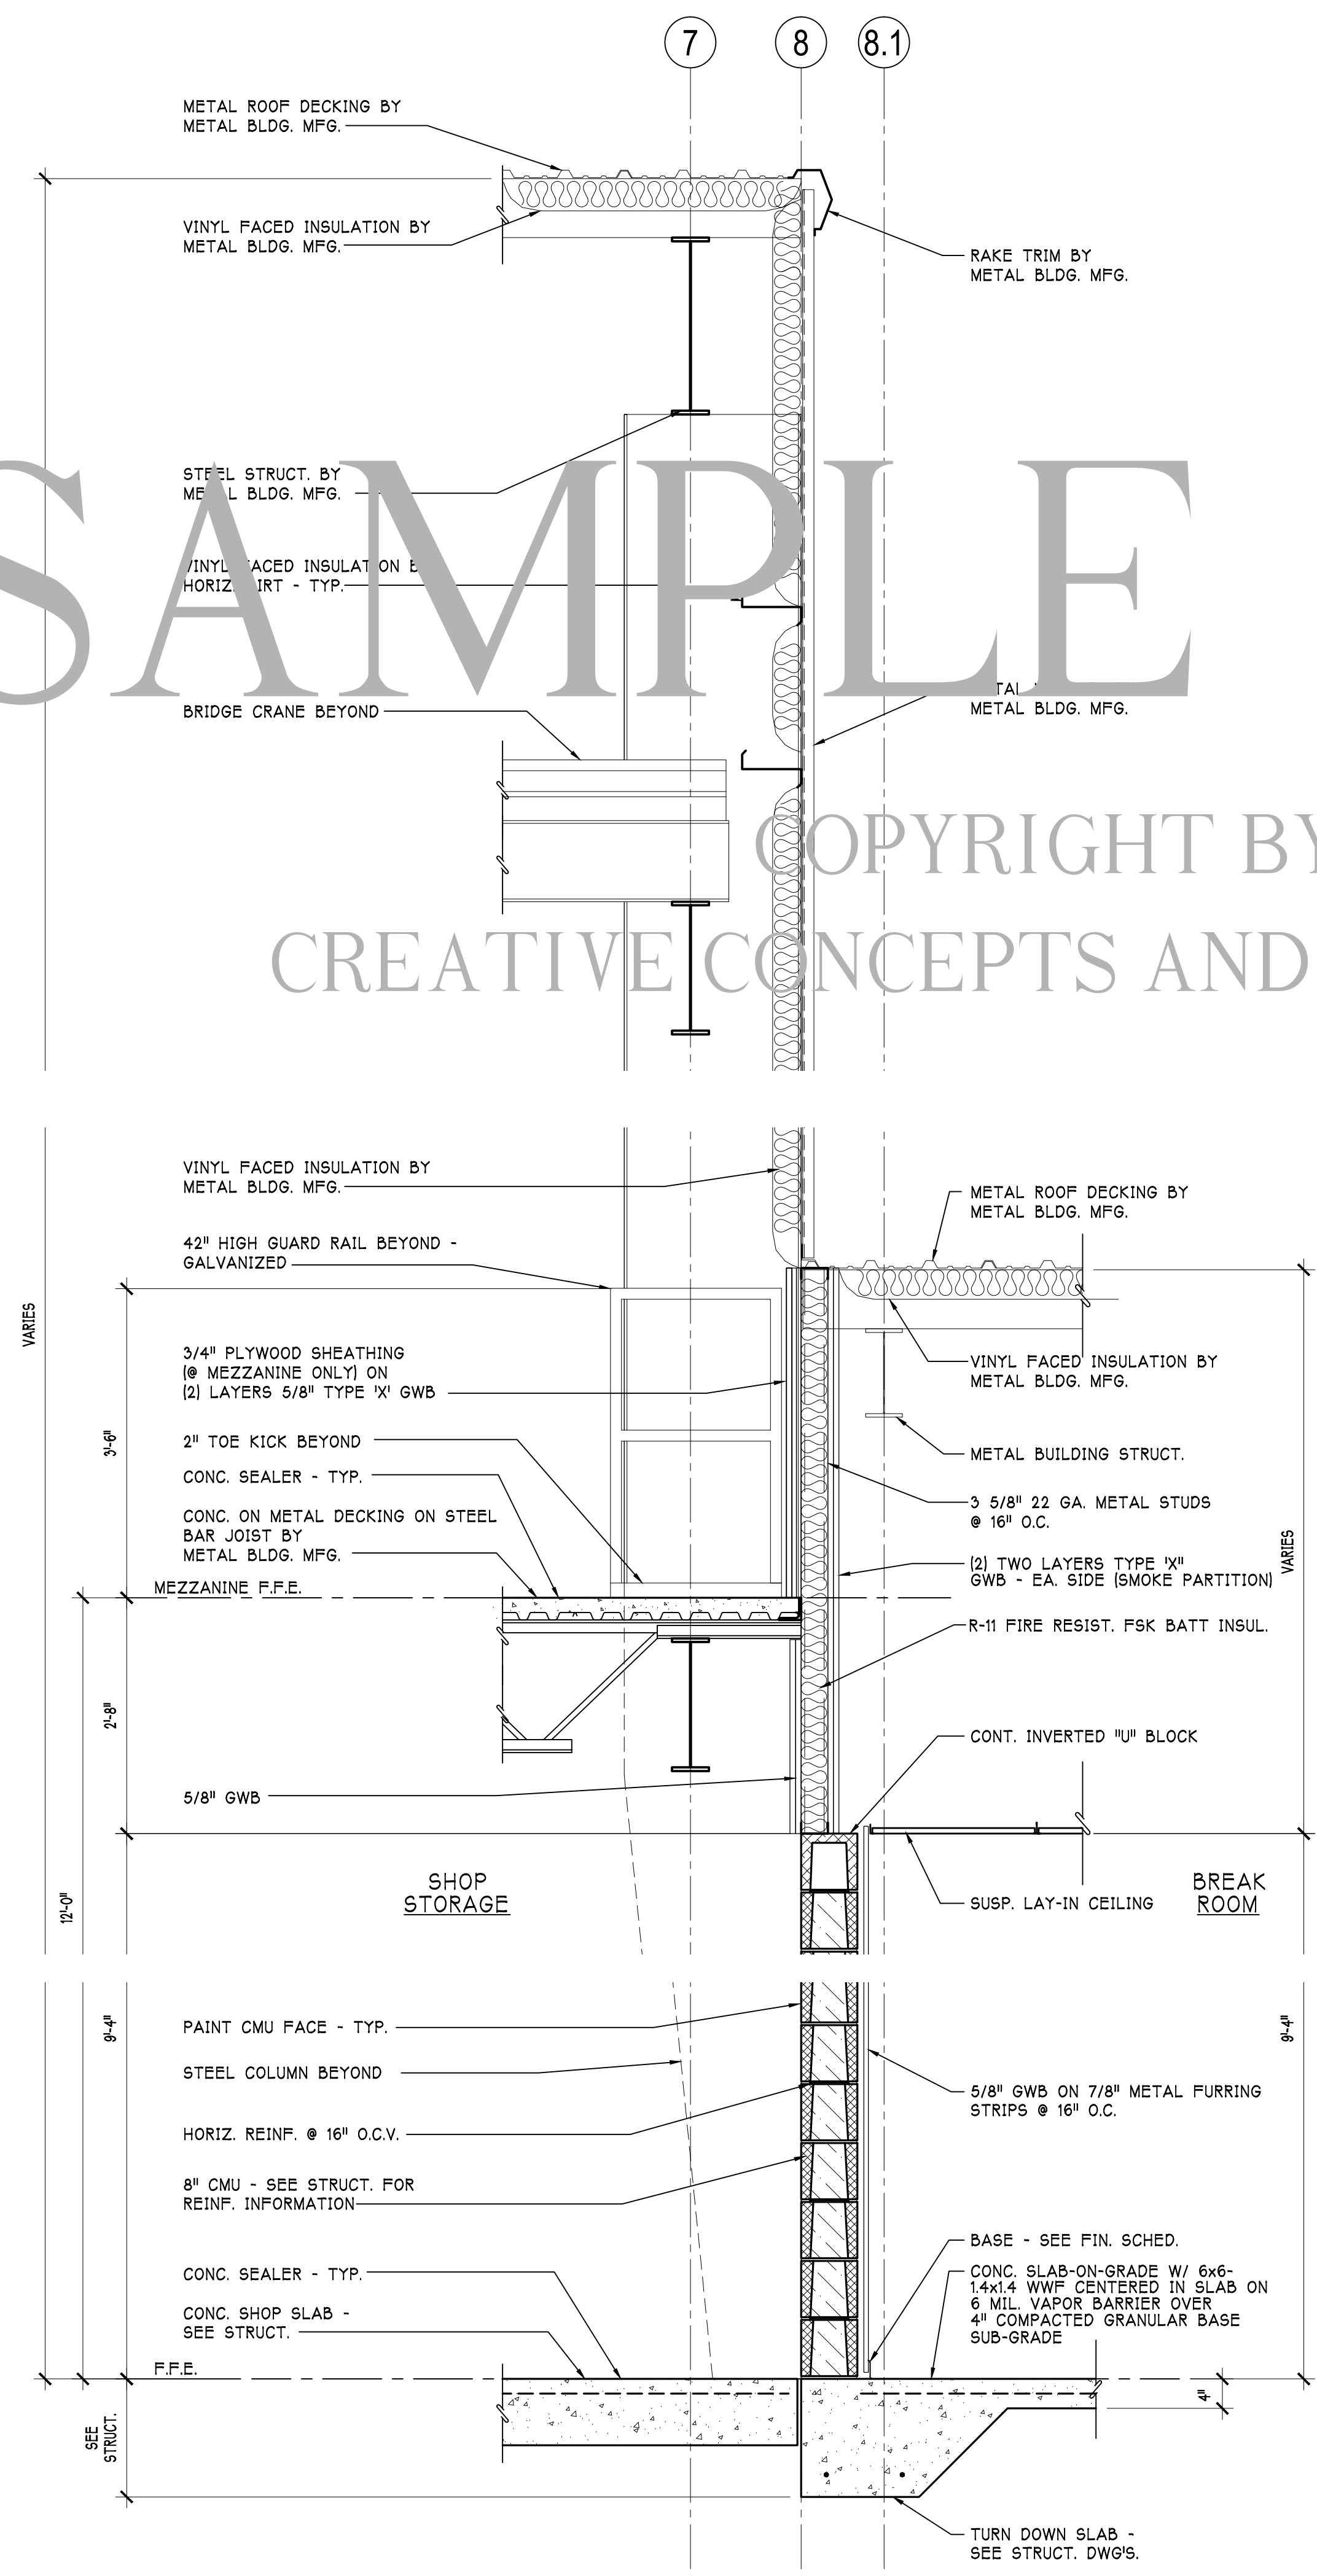 7
8
8.1
METAL ROOF DECKING BY
METAL BLDG. MFG.
VINYL FACED INSULATION BY
METAL BLDG. MFG.
RAKE TRIM BY
METAL BLDG. MFG.
STEEL STRUCT. BY
METAL BLDG. MFG.
SAMPLE
VINYL FACED INSULATION
HORIZ. GIRT - TYP.
METAL BLDG. MFG.
BRIDGE CRANE BEYOND
COPYRIGHT BY
CREATIVE CONCEPTS AND
VINYL FACED INSULATION BY
METAL BLDG. MFG.
METAL ROOF DECKING BY
METAL BLDG. MFG.
42" HIGH GUARD RAIL BEYOND -
GALVANIZED
VARIES
3/4" PLYWOOD SHEATHING
(@ MEZZANINE ONLY) ON
(2) LAYERS 5/8" TYPE 'X' GWB
VINYL FACED INSULATION BY
METAL BLDG. MFG.
3'-6"
2" TOE KICK BEYOND
METAL BUILDING STRUCT.
CONC. SEALER - TYP.
3 5/8" 22 GA. METAL STUDS
@ 16" O.C.
CONC. ON METAL DECKING ON STEEL
BAR JOIST BY
METAL BLDG. MFG.
VARIES
(2) TWO LAYERS TYPE 'X"
GWB - EA. SIDE (SMOKE PARTITION)
MEZZANINE F.F.E.
R-11 FIRE RESIST. FSK BATT INSUL.
2'-8"
CONT. INVERTED "U" BLOCK
5/8" GWB
SHOP
STORAGE
BREAK
ROOM
12'-0"
SUSP. LAY-IN CEILING
9'-4"
9'-4"
PAINT CMU FACE - TYP.
STEEL COLUMN BEYOND
5/8" GWB ON 7/8" METAL FURRING
STRIPS @ 16" O.C.
HORIZ. REINF. @ 16" O.C.V.
8" CMU - SEE STRUCT. FOR
REINF. INFORMATION
BASE - SEE FIN. SCHED.
CONC. SEALER - TYP.
CONC. SLAB-ON-GRADE W/ 6x6-
1.4x1.4 WWF CENTERED IN SLAB ON
6 MIL. VAPOR BARRIER OVER
4" COMPACTED GRANULAR BASE
SUB-GRADE
CONC. SHOP SLAB -
SEE STRUCT.
F.F.E.
4"
SEE
STRUCT.
TURN DOWN SLAB -
SEE STRUCT. DWG'S.